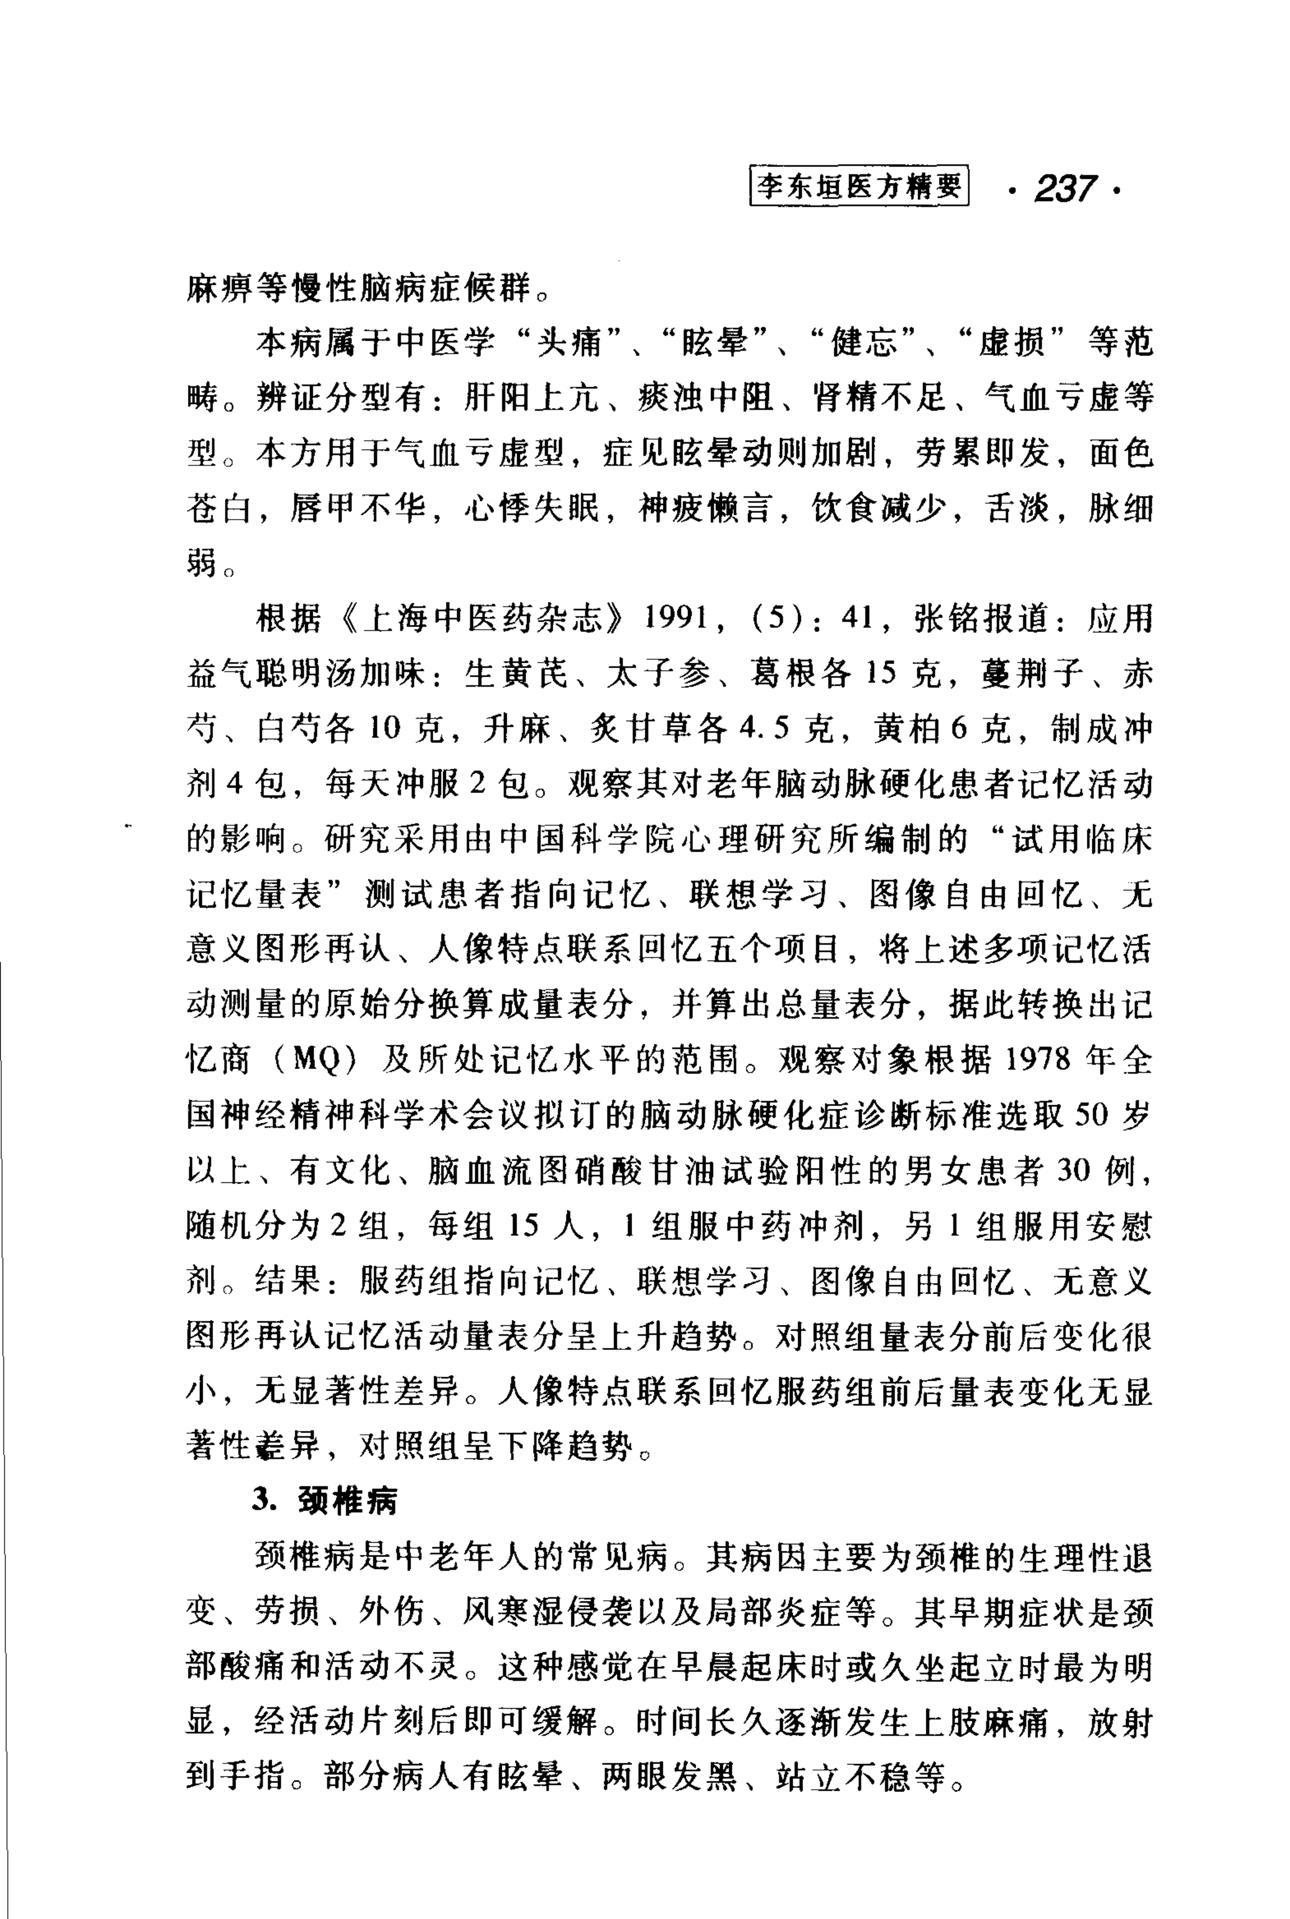 李东垣医方精要 ·237·
麻痹等慢性脑病症候群。
本病属于中医学“头痛”、“眩晕”、“健忘”、“虚损”等范
畴。辨证分型有：肝阳上亢、痰浊中阻、肾精不足、气血亏虚等
型。本方用于气血亏虚型，症见眩晕动则加剧，劳累即发，面色
苍白，唇甲不华，心悸失眠，神疲懒言，饮食减少，舌淡，脉细
弱。
根据《上海中医药杂志》1991，(5)：41，张铭报道：应用
益气聪明汤加味：生黄芪、太子参、葛根各 15 克，蔓荆子、赤
芍、白芍各 10 克，升麻、炙甘草各 4.5 克，黄柏 6 克，制成冲
剂 4 包，每天冲服 2 包。观察其对老年脑动脉硬化患者记忆活动
的影响。研究采用由中国科学院心理研究所编制的“试用临床
记忆量表”测试患者指向记忆、联想学习、图像自由回忆、无
意义图形再认、人像特点联系回忆五个项目，将上述多项记忆活
动测量的原始分换算成量表分，并算出总量表分，据此转换出记
忆商（MQ）及所处记忆水平的范围。观察对象根据 1978 年全
国神经精神科学术会议拟订的脑动脉硬化症诊断标准选取 50 岁
以上、有文化、脑血流图硝酸甘油试验阳性的男女患者 30 例，
随机分为 2 组，每组 15 人，1 组服中药冲剂，另 1 组服用安慰
剂。结果：服药组指向记忆、联想学习、图像自由回忆、无意义
图形再认记忆活动量表分呈上升趋势。对照组量表分前后变化很
小，无显著性差异。人像特点联系回忆服药组前后量表变化无显
著性差异，对照组呈下降趋势。
3. 颈椎病
颈椎病是中老年人的常见病。其病因主要为颈椎的生理性退
变、劳损、外伤、风寒湿侵袭以及局部炎症等。其早期症状是颈
部酸痛和活动不灵。这种感觉在早晨起床时或久坐起立时最为明
显，经活动片刻后即可缓解。时间长久逐渐发生上肢麻痛，放射
到手指。部分病人有眩晕、两眼发黑、站立不稳等。